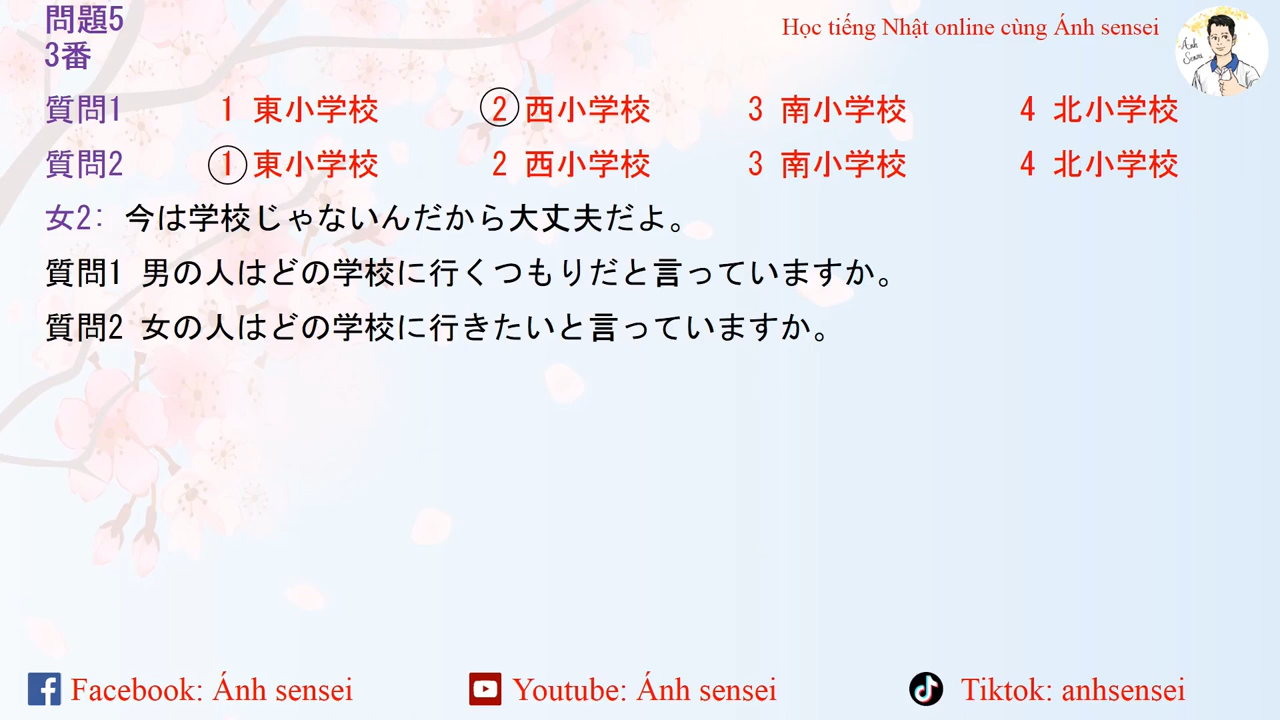 問題5
Học tiếng Nhật online cùng Ánh sensei
Ánh Sensei
3番
質問1 1 東小学校 2 西小学校 3 南小学校 4 北小学校
質問2 1 東小学校 2 西小学校 3 南小学校 4 北小学校
女2: 今は学校じゃないんだから大丈夫だよ。
質問1 男の人はどの学校に行くつもりだと言っていますか。
質問2 女の人はどの学校に行きたいと言っていますか。
Facebook: Ánh sensei Youtube: Ánh sensei Tiktok: anhsensei